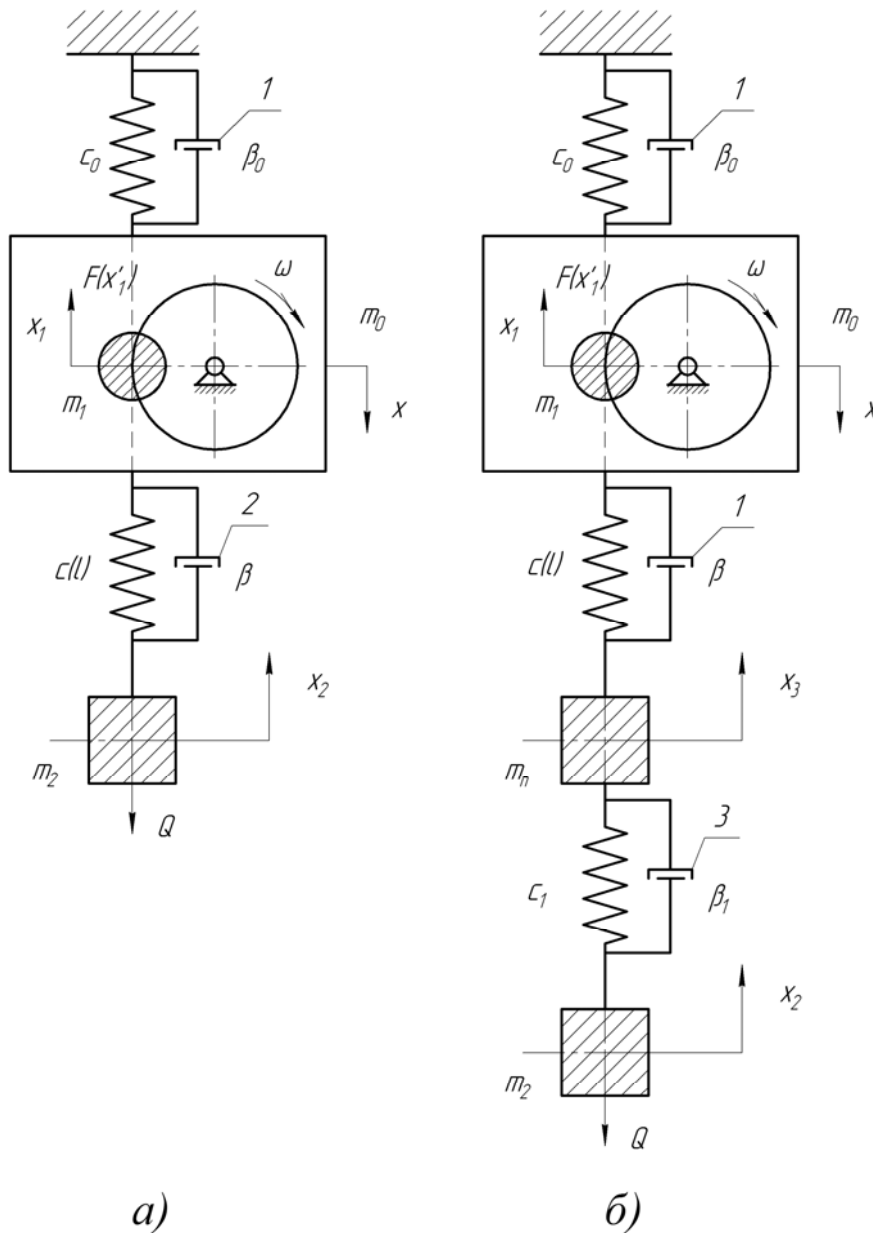 1 1
c₀ β₀ c₀ β₀
F(x'₁) ω F(x'₁) ω
x₁ m₀ x₁ m₀
m₁ x m₁ x
2 1
c(l) β c(l) β
x₂ x₃
m₂ mₙ
Q 3
c₁ β₁
x₂
m₂
Q
а) б)